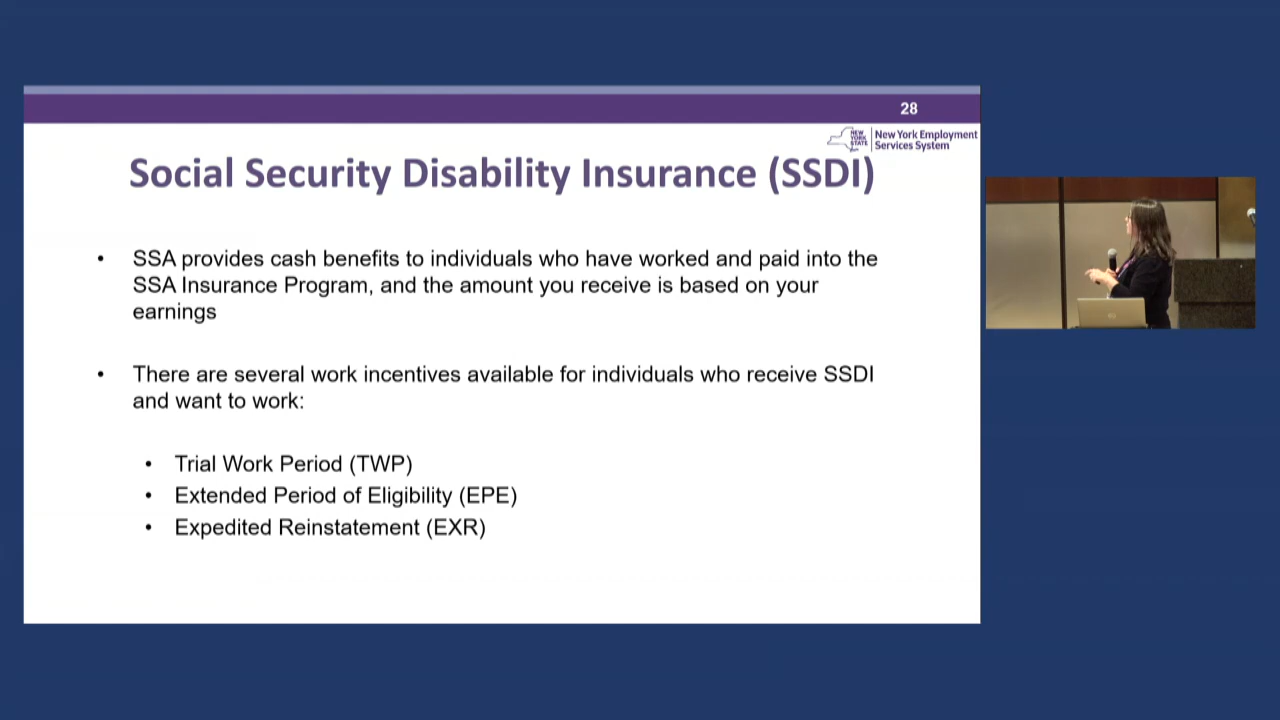 28
NEW
YORK
STATE
New York Employment
Services System
Social Security Disability Insurance (SSDI)
• SSA provides cash benefits to individuals who have worked and paid into the
SSA Insurance Program, and the amount you receive is based on your
earnings
• There are several work incentives available for individuals who receive SSDI
and want to work:
• Trial Work Period (TWP)
• Extended Period of Eligibility (EPE)
• Expedited Reinstatement (EXR)